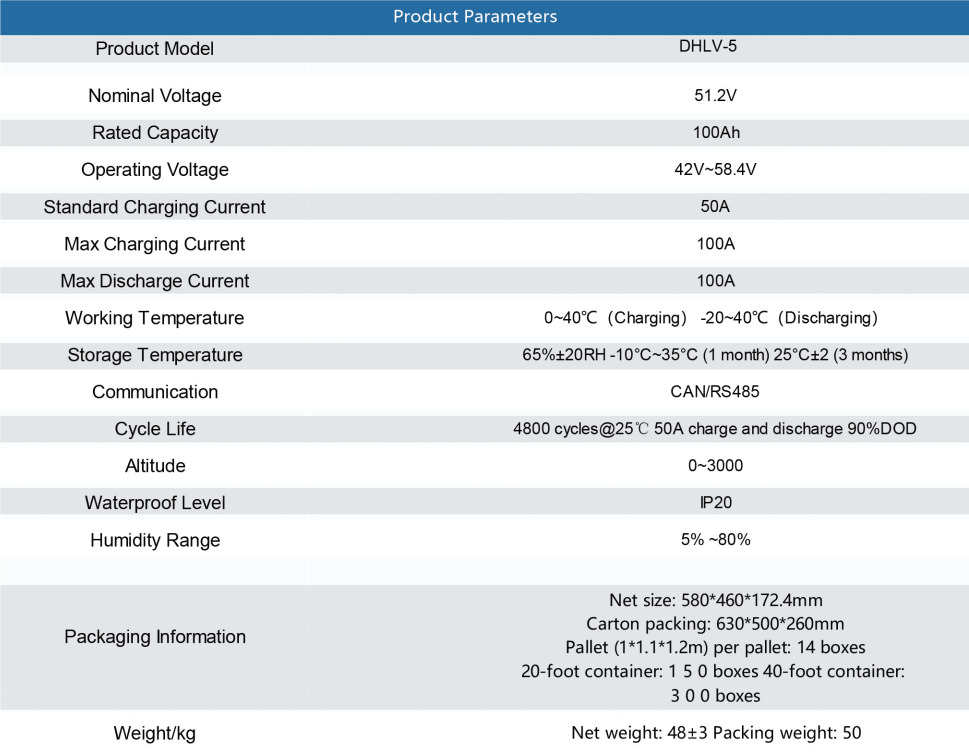 Product Parameters
Product Model DHLV-5
Nominal Voltage 51.2V
Rated Capacity 100Ah
Operating Voltage 42V~58.4V
Standard Charging Current 50A
Max Charging Current 100A
Max Discharge Current 100A
Working Temperature 0~40℃（Charging） -20~40℃（Discharging）
Storage Temperature 65%±20RH -10°C~35°C (1 month) 25°C±2 (3 months)
Communication CAN/RS485
Cycle Life 4800 cycles@25℃ 50A charge and discharge 90%DOD
Altitude 0~3000
Waterproof Level IP20
Humidity Range 5% ~80%
Packaging Information
Net size: 580*460*172.4mm
Carton packing: 630*500*260mm
Pallet (1*1.1*1.2m) per pallet: 14 boxes
20-foot container: 1 5 0 boxes 40-foot container:
3 0 0 boxes
Weight/kg Net weight: 48±3 Packing weight: 50